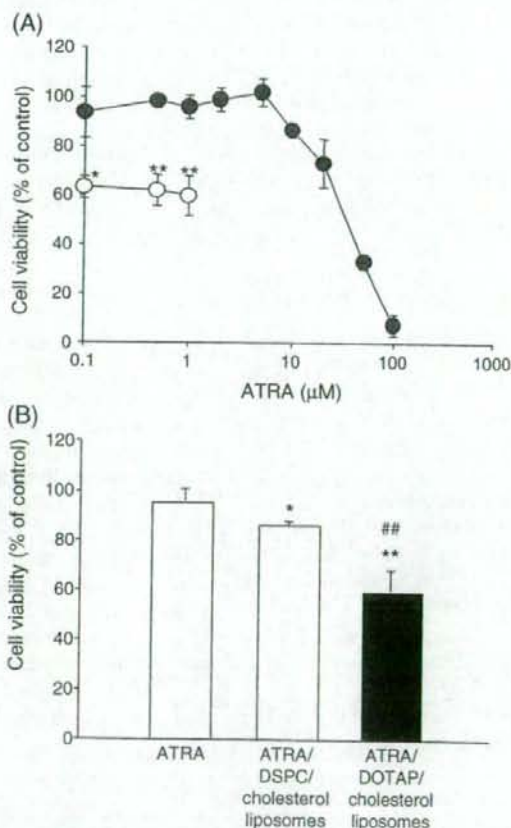 (A)
Cell viability (% of control)
120
100
80
60
40
20
0
*
**
**
0.1
1
10
100
1000
ATRA (μM)
(B)
Cell viability (% of control)
120
100
80
60
40
20
0
*
##
**
ATRA
ATRA/
DSPC/
cholesterol
liposomes
ATRA/
DOTAP/
cholesterol
liposomes